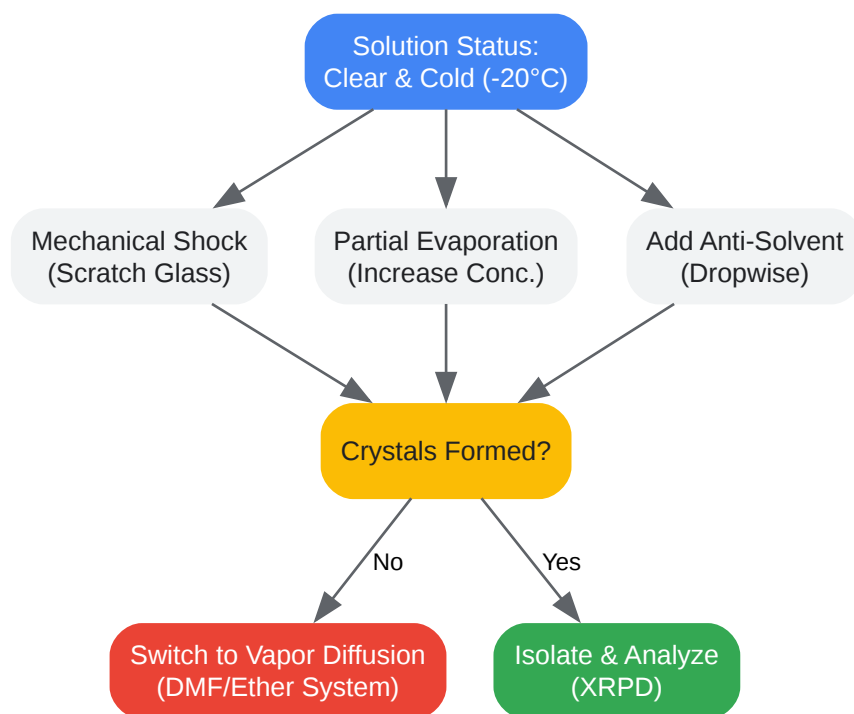 Solution Status:
Clear & Cold (-20°C)
Mechanical Shock
(Scratch Glass)
Partial Evaporation
(Increase Conc.)
Add Anti-Solvent
(Dropwise)
Crystals Formed?
No
Yes
Switch to Vapor Diffusion
(DMF/Ether System)
Isolate & Analyze
(XRPD)